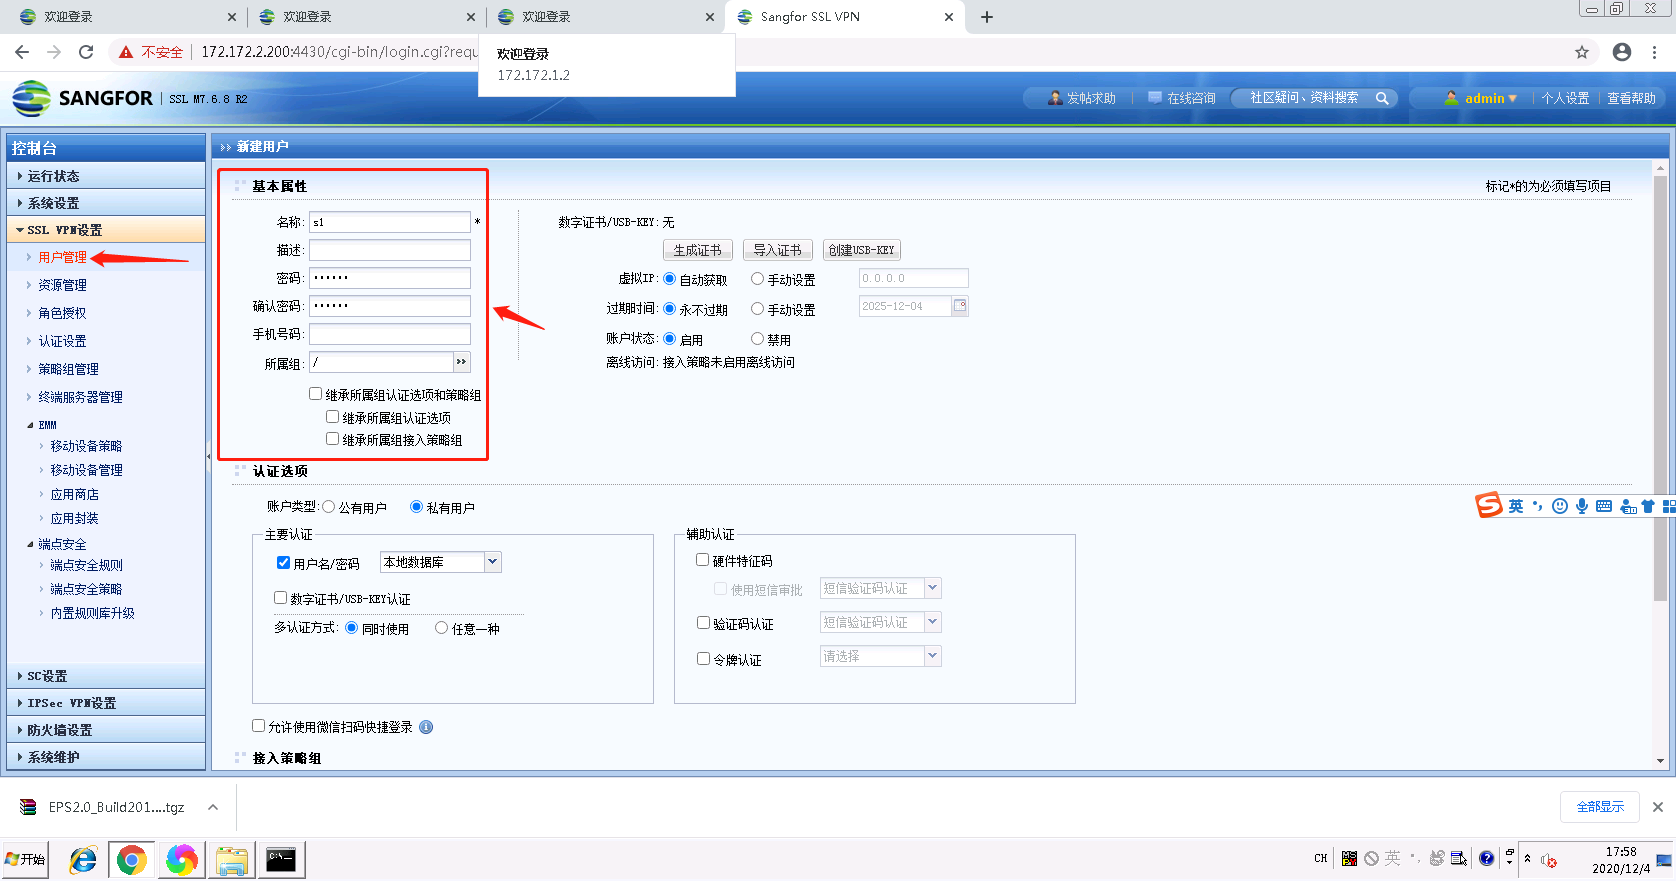 欢迎登录
欢迎登录
欢迎登录
Sangfor SSL VPN
不安全
172.172.2.200:4430/cgi-bin/login.cgi?requ
欢迎登录
172.172.1.2
SANGFOR
SSL M7.6.8 R2
发帖求助
在线咨询
社区疑问、资料搜索
admin
个人设置
查看帮助
控制台
运行状态
系统设置
SSL VPN设置
用户管理
资源管理
角色授权
认证设置
策略组管理
终端服务器管理
EMM
移动设备策略
移动设备管理
应用商店
应用封装
端点安全
端点安全规则
端点安全策略
内置规则库升级
SC设置
IPSec VPN设置
防火墙设置
系统维护
>> 新建用户
基本属性
标记*的为必须填写项目
名称: s1 *
描述:
密码: ••••••
确认密码: ••••••
手机号码:
所属组: / >>
继承所属组认证选项和策略组
继承所属组认证选项
继承所属组接入策略组
数字证书/USB-KEY: 无
生成证书
导入证书
创建USB-KEY
虚拟IP: 自动获取 手动设置 0.0.0.0
过期时间: 永不过期 手动设置 2025-12-04
账户状态: 启用 禁用
离线访问: 接入策略未启用离线访问
认证选项
账户类型: 公有用户 私有用户
主要认证
用户名/密码 本地数据库
数字证书/USB-KEY认证
多认证方式: 同时使用 任意一种
辅助认证
硬件特征码
使用短信审批 短信验证码认证
验证码认证 短信验证码认证
令牌认证 请选择
允许使用微信扫码快捷登录
接入策略组
英
EPS2.0_Build201....tgz
全部显示
开始
CH
英
17:58
2020/12/4